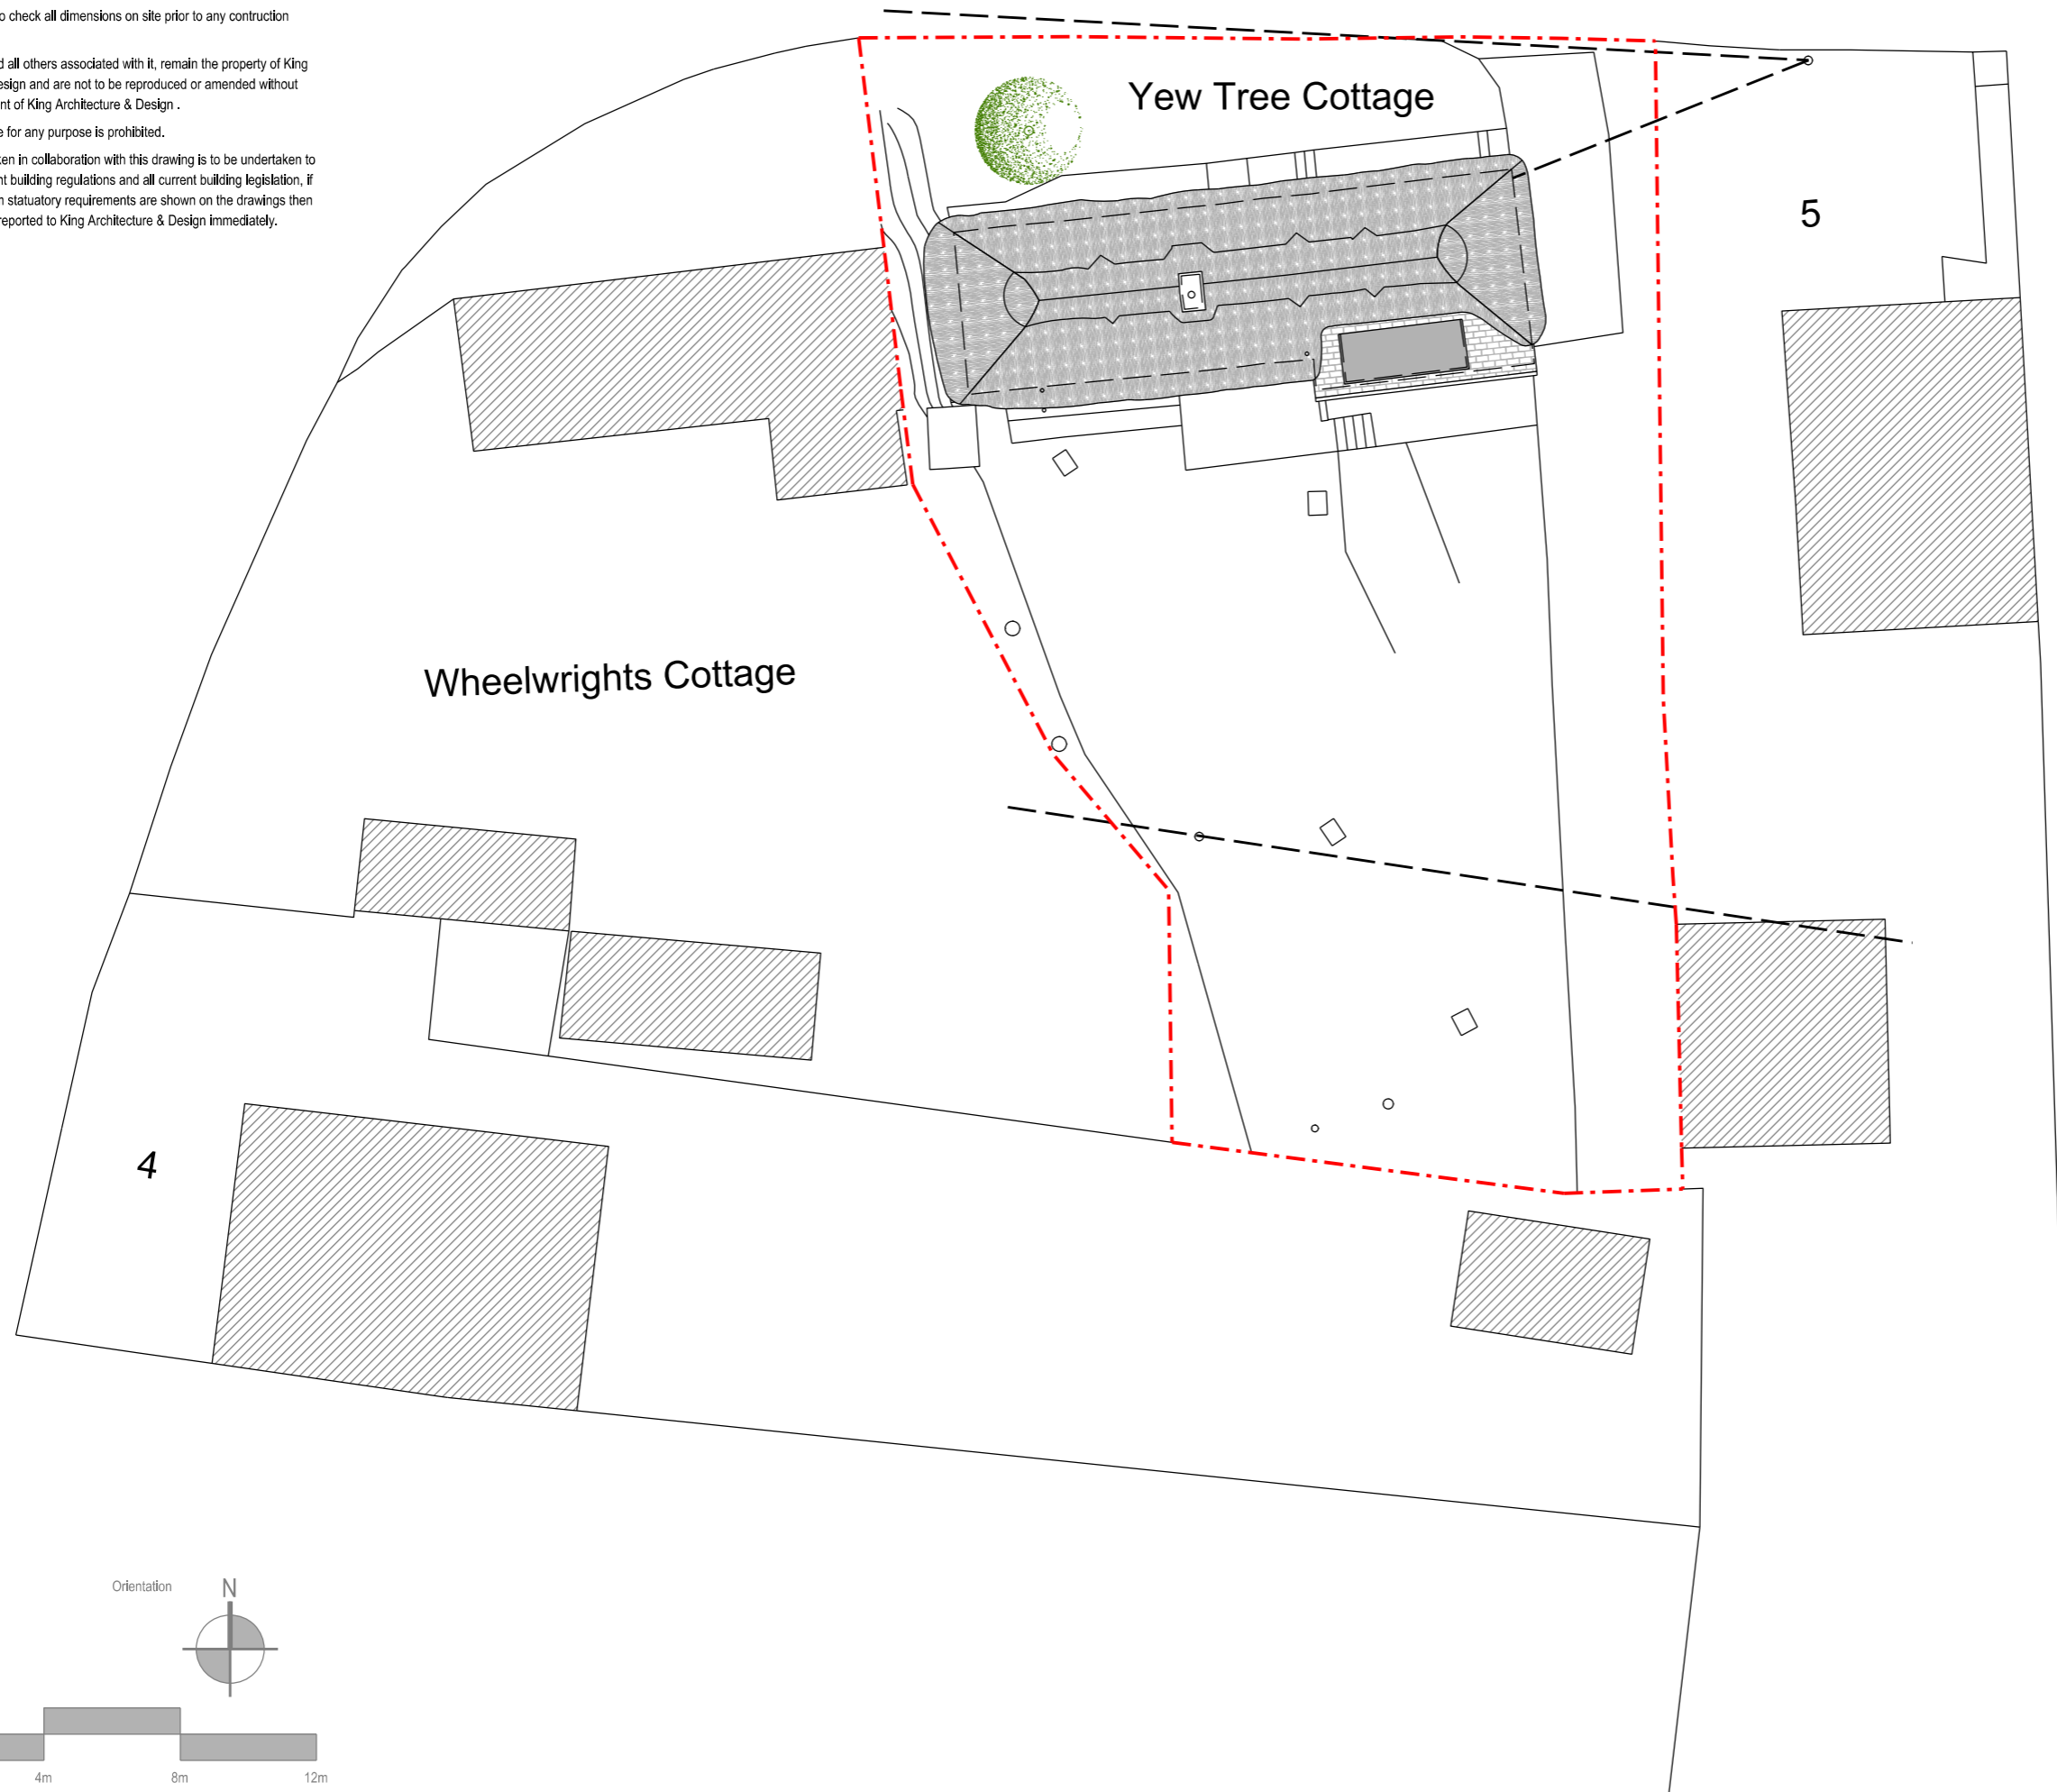 o check all dimensions on site prior to any contruction
d all others associated with it, remain the property of King
esign and are not to be reproduced or amended without
nt of King Architecture & Design .
e for any purpose is prohibited.
ken in collaboration with this drawing is to be undertaken to
nt building regulations and all current building legislation, if
n statuatory requirements are shown on the drawings then
reported to King Architecture & Design immediately.
Yew Tree Cottage
5
Wheelwrights Cottage
4
Orientation
N
4m
8m
12m